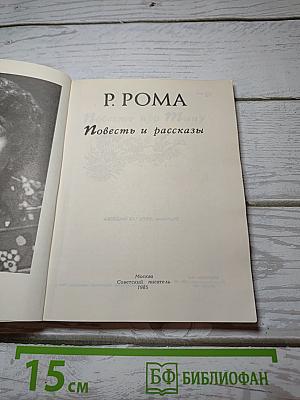 Р. РОМА
Повесть и рассказы
Москва
Советский писатель
1985
15 см
БФ БИБЛИОФАН